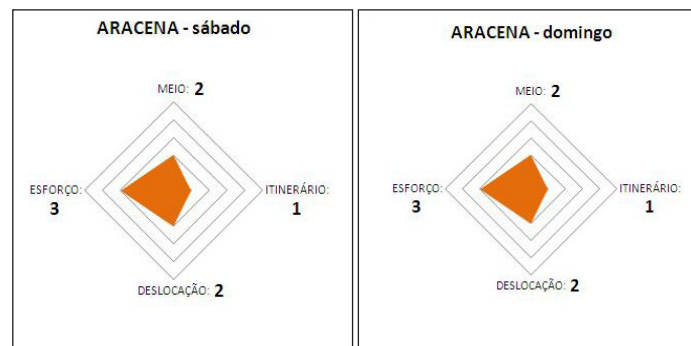 ARACENA - sábado
MEIO: 2
ESFORÇO: 3
ITINERÁRIO: 1
DESLOCAÇÃO: 2
ARACENA - domingo
MEIO: 2
ESFORÇO: 3
ITINERÁRIO: 1
DESLOCAÇÃO: 2